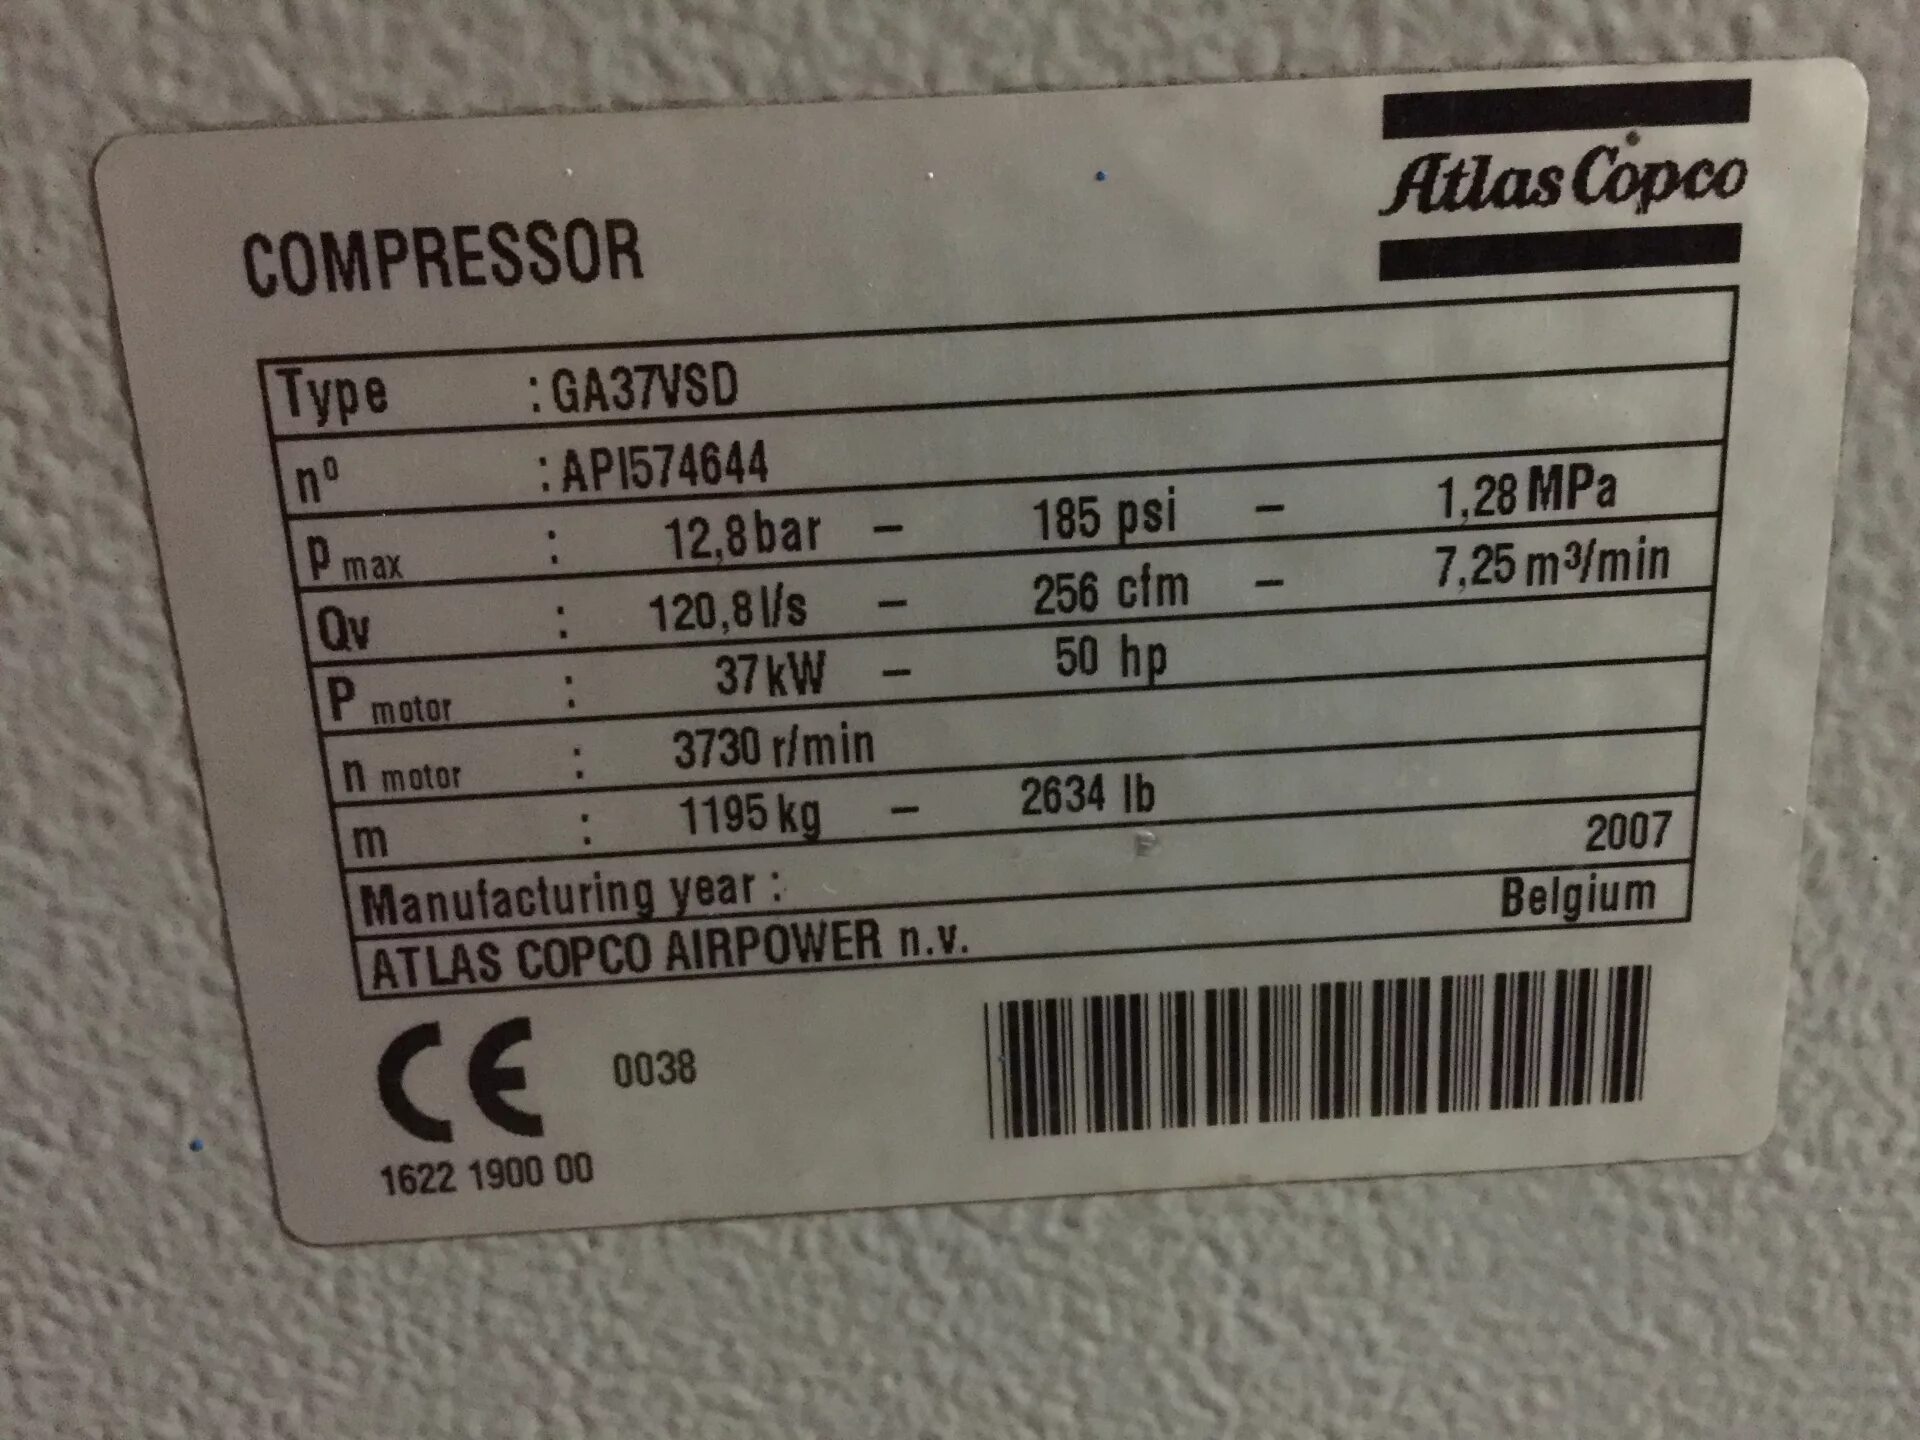 Atlas Copco
COMPRESSOR
Type : GA37VSD
nº : API574644
p max : 12,8 bar – 185 psi – 1,28 MPa
Qv : 120,8 l/s – 256 cfm – 7,25 m³/min
P motor : 37 kW – 50 hp
n motor : 3730 r/min
m : 1195 kg – 2634 lb
Manufacturing year : 2007
ATLAS COPCO AIRPOWER n.v. Belgium
CE 0038
1622 1900 00